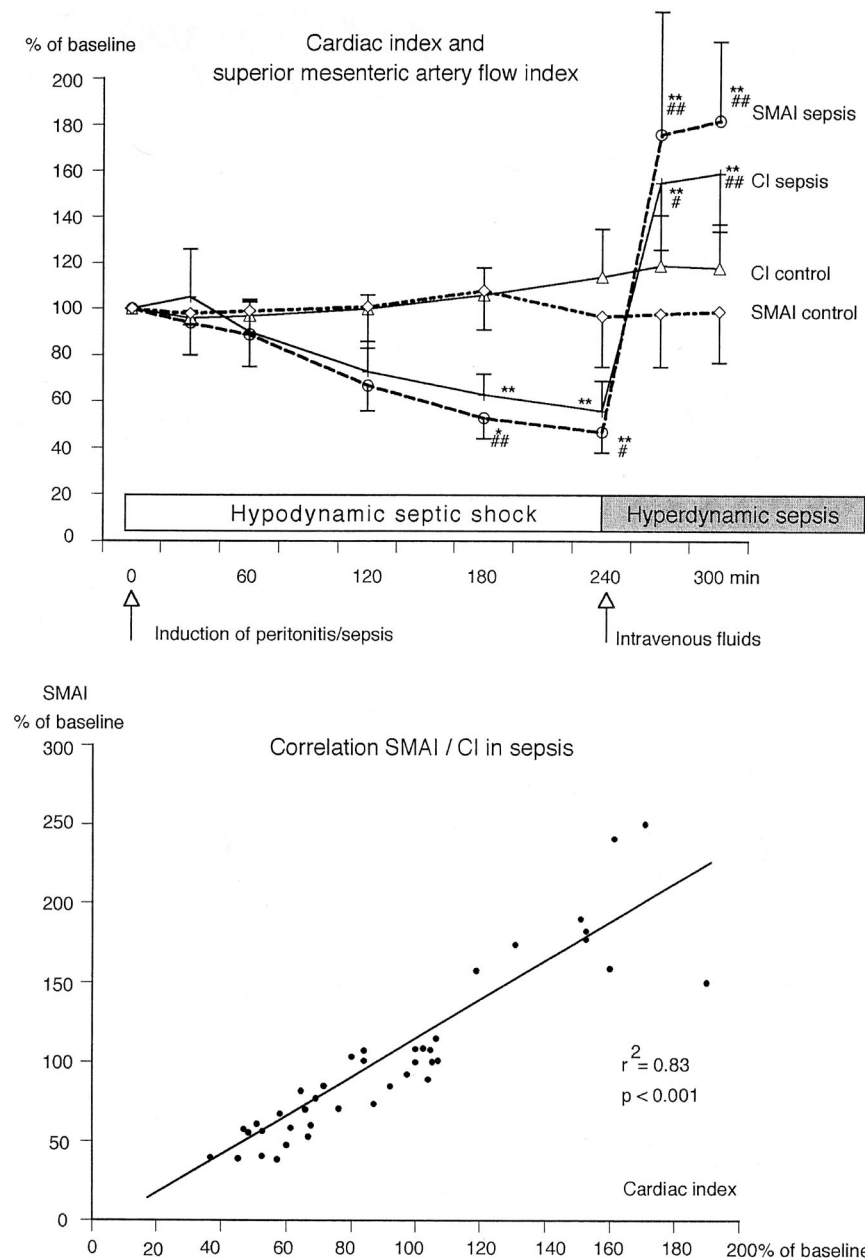 % of baseline
Cardiac index and
superior mesenteric artery flow index
200
180
160
140
120
100
80
60
40
20
0
**
##
**
##
SMAI sepsis
**
##
CI sepsis
**
#
CI control
SMAI control
**
**
*
##
**
#
Hypodynamic septic shock
Hyperdynamic sepsis
0 60 120 180 240 300 min
Induction of peritonitis/sepsis
Intravenous fluids
SMAI
% of baseline
Correlation SMAI / CI in sepsis
300
250
200
150
100
50
0
r2 = 0.83
p < 0.001
Cardiac index
0 20 40 60 80 100 120 140 160 180 200% of baseline